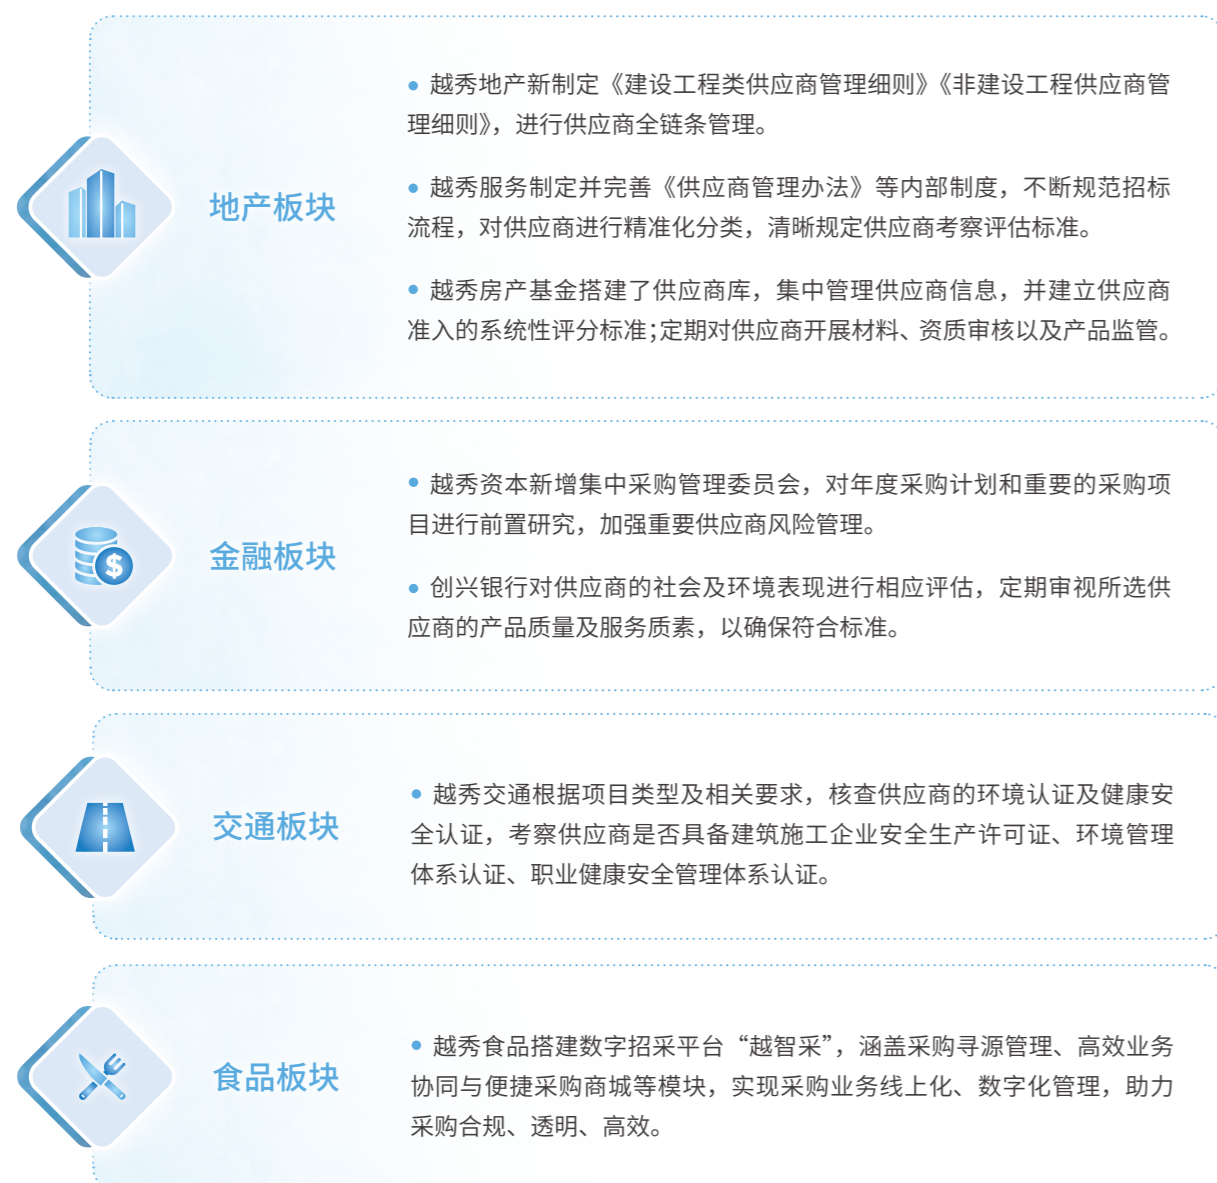 地产板块
● 越秀地产新制定《建设工程类供应商管理细则》《非建设工程供应商管
理细则》，进行供应商全链条管理。
● 越秀服务制定并完善《供应商管理办法》等内部制度，不断规范招标
流程，对供应商进行精准化分类，清晰规定供应商考察评估标准。
● 越秀房产基金搭建了供应商库，集中管理供应商信息，并建立供应商
准入的系统性评分标准；定期对供应商开展材料、资质审核以及产品监管。
金融板块
● 越秀资本新增集中采购管理委员会，对年度采购计划和重要的采购项
目进行前置研究，加强重要供应商风险管理。
● 创兴银行对供应商的社会及环境表现进行相应评估，定期审视所选供
应商的产品质量及服务质素，以确保符合标准。
交通板块
● 越秀交通根据项目类型及相关要求，核查供应商的环境认证及健康安
全认证，考察供应商是否具备建筑施工企业安全生产许可证、环境管理
体系认证、职业健康安全管理体系认证。
食品板块
● 越秀食品搭建数字招采平台“越智采”，涵盖采购寻源管理、高效业务
协同与便捷采购商城等模块，实现采购业务线上化、数字化管理，助力
采购合规、透明、高效。